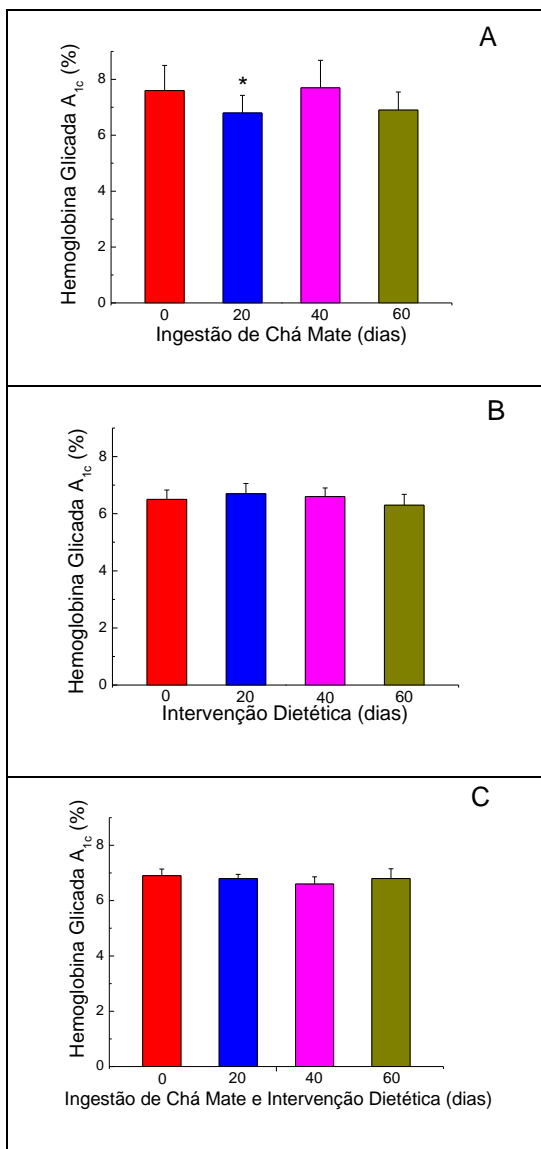 A
Hemoglobina Glicada A1c (%)
8
6
4
2
0
*
0 20 40 60
Ingestão de Chá Mate (dias)
B
Hemoglobina Glicada A1c (%)
8
6
4
2
0
0 20 40 60
Intervenção Dietética (dias)
C
Hemoglobina Glicada A1c (%)
8
6
4
2
0
0 20 40 60
Ingestão de Chá Mate e Intervenção Dietética (dias)